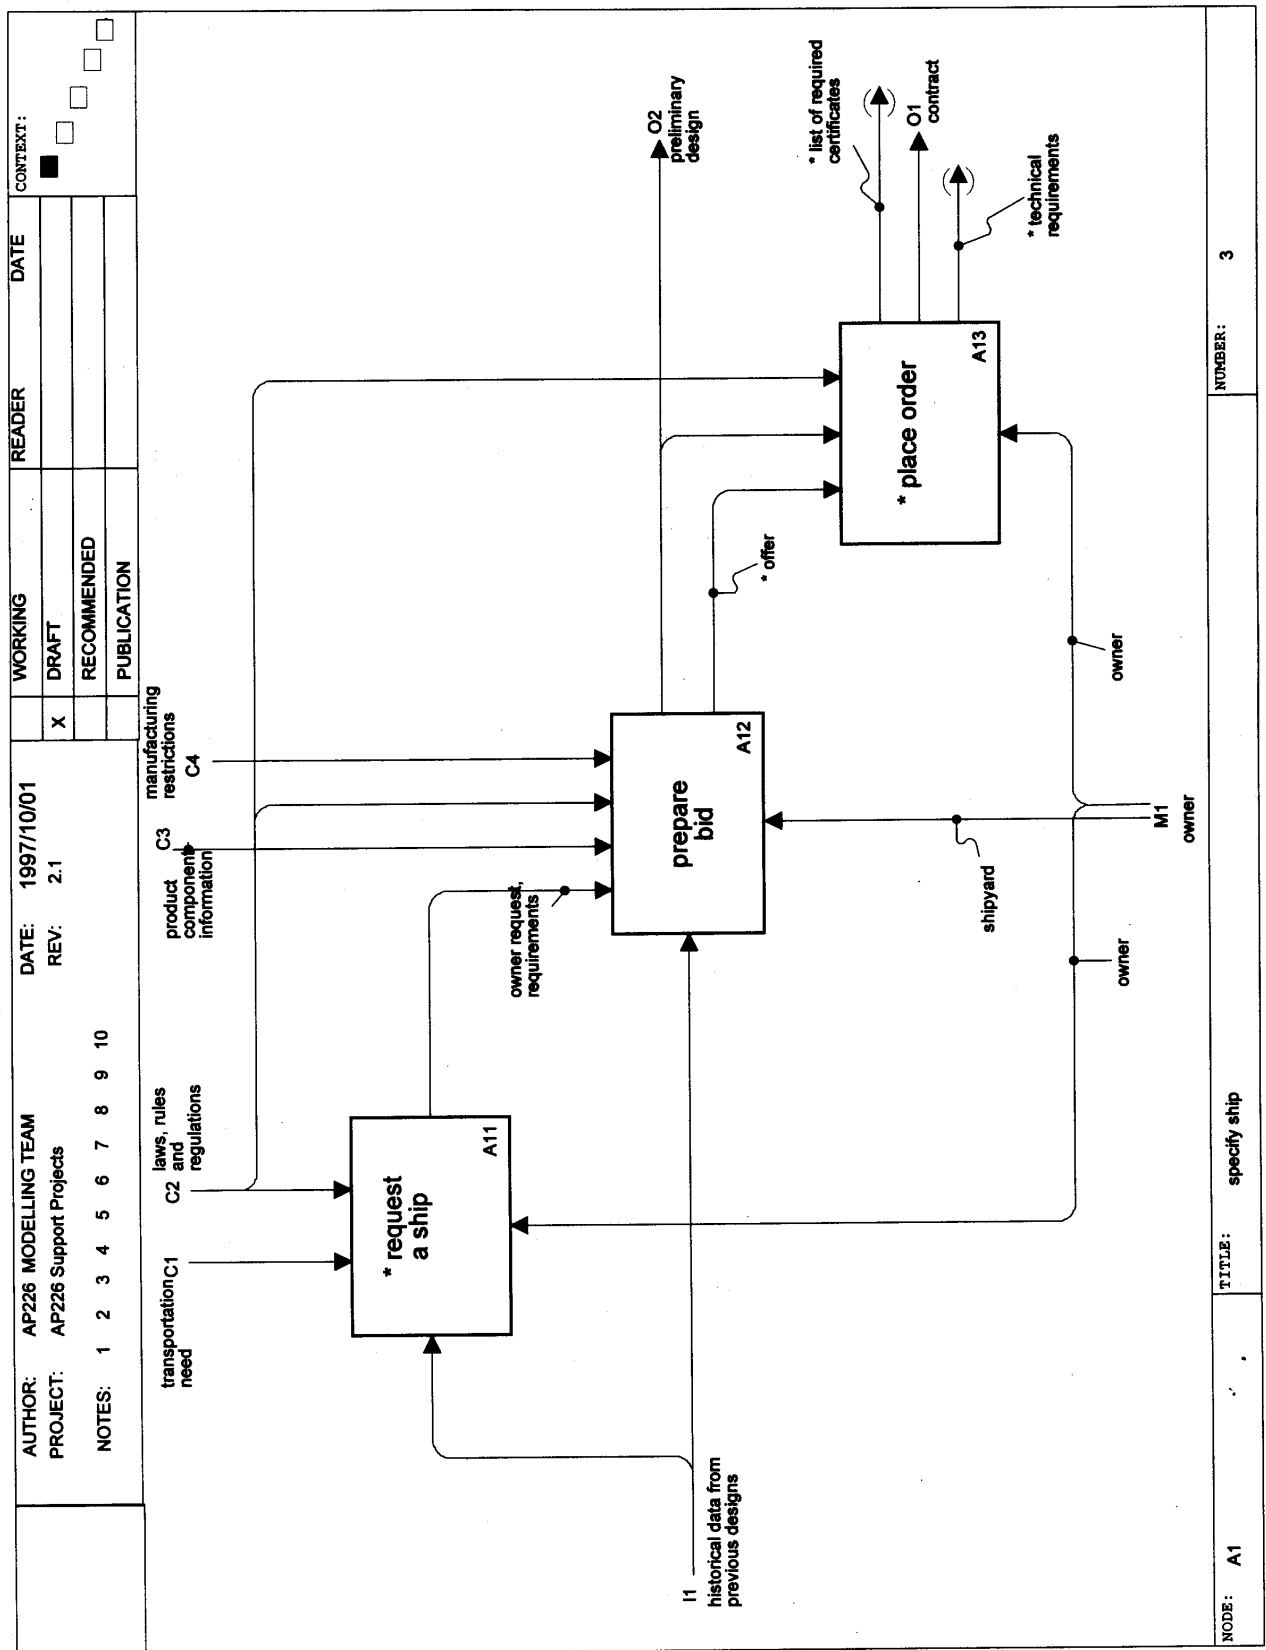 AUTHOR: AP226 MODELLING TEAM
PROJECT: AP226 Support Projects
NOTES: 1 2 3 4 5 6 7 8 9 10
DATE: 1997/10/01
REV: 2.1
WORKING
X DRAFT
RECOMMENDED
PUBLICATION
READER DATE
CONTEXT:
transportation
need
C1
C2
laws, rules
and
regulations
product
component
information
C3
manufacturing
restrictions
C4
* request
a ship
A11
owner request,
requirements
prepare
bid
A12
* offer
* place order
A13
O2
preliminary
design
* list of required
certificates
O1
contract
* technical
requirements
I1
historical data from
previous designs
owner
shipyard
owner
M1
owner
NODE: A1
TITLE: specify ship
NUMBER: 3